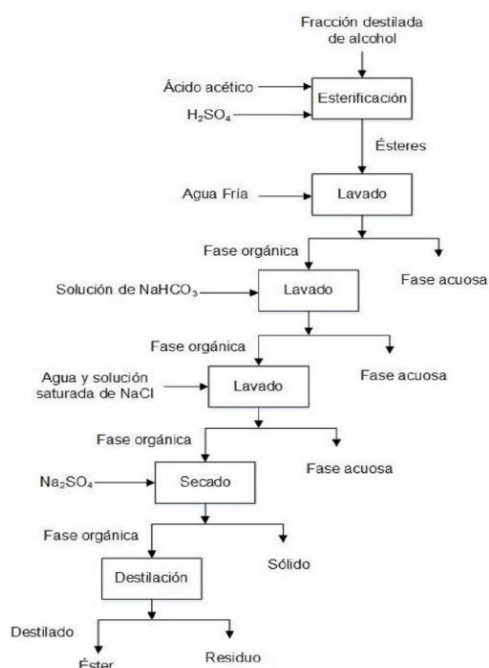 Fracción destilada
de alcohol
Ácido acético
H₂SO₄
Esterificación
Ésteres
Agua Fría
Lavado
Fase orgánica
Fase acuosa
Solución de NaHCO₃
Lavado
Fase orgánica
Fase acuosa
Agua y solución
saturada de NaCl
Lavado
Fase orgánica
Fase acuosa
Na₂SO₄
Secado
Fase orgánica
Sólido
Destilación
Destilado
Éster
Residuo